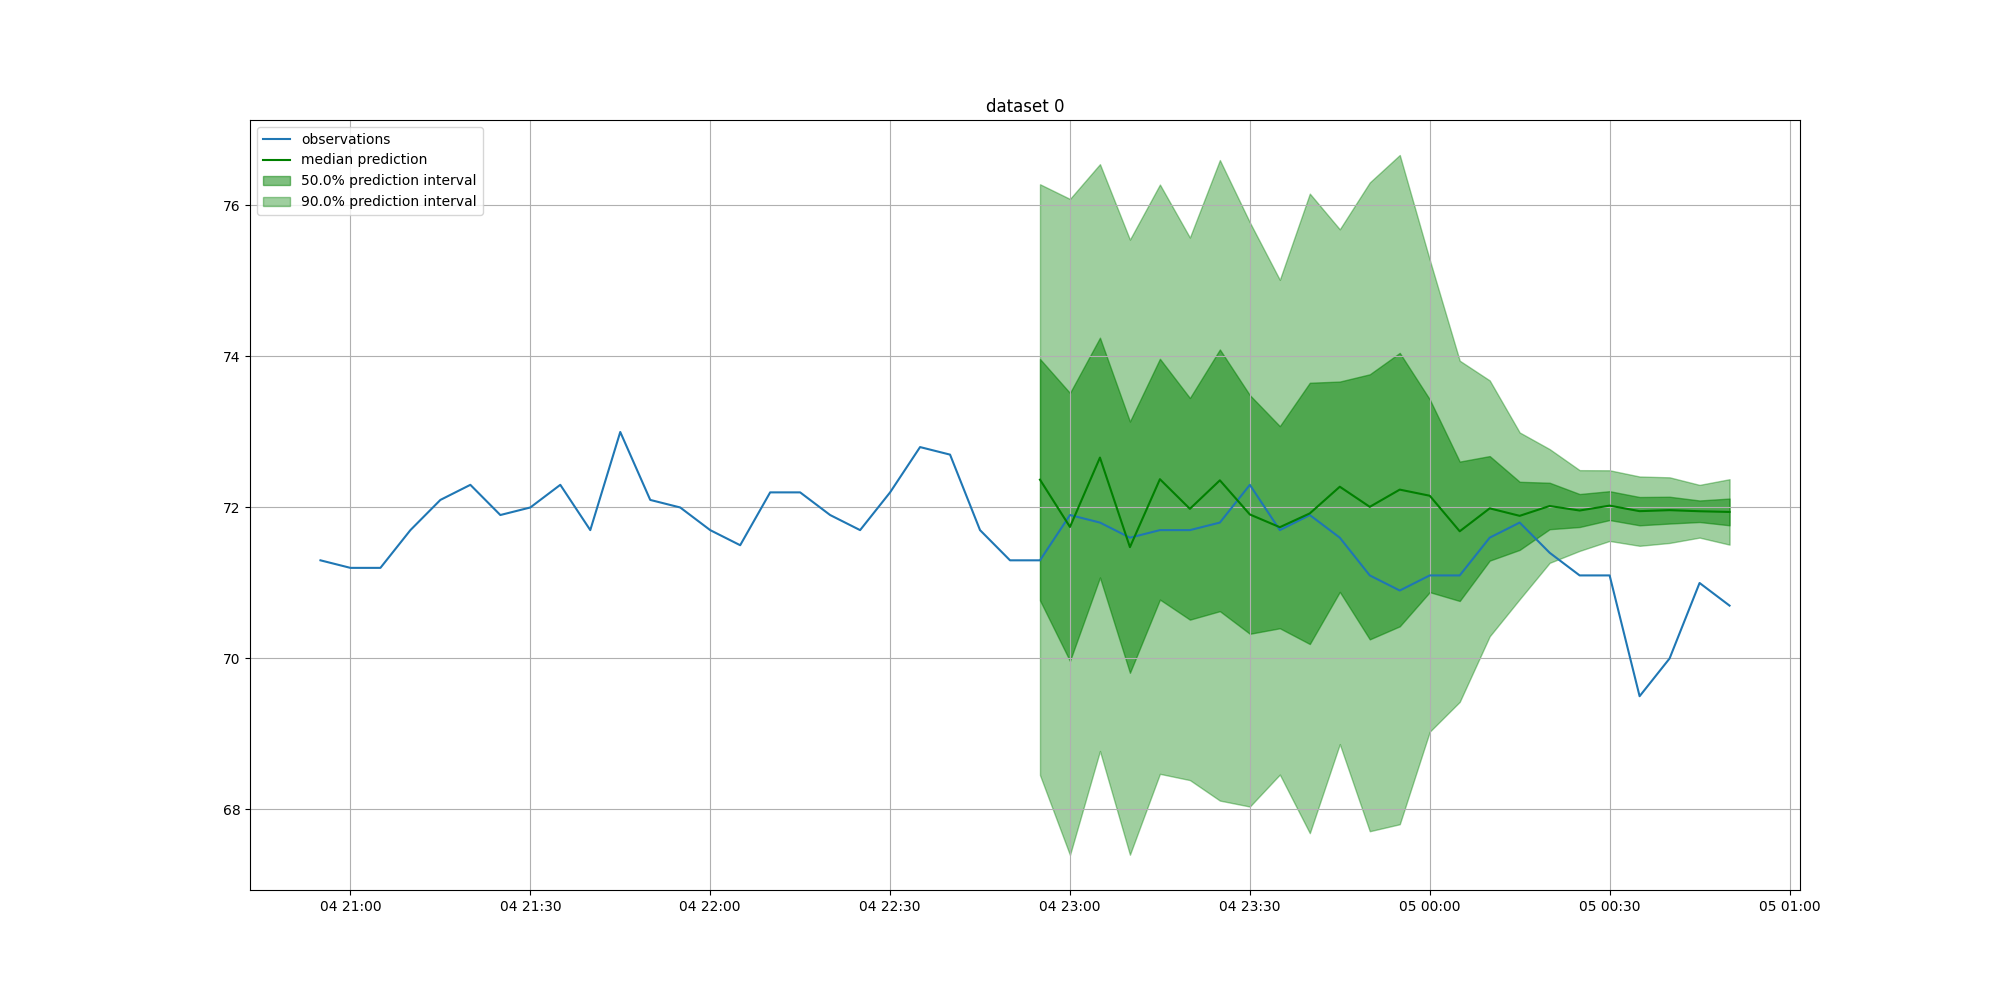 dataset 0
observations
median prediction
50.0% prediction interval
90.0% prediction interval
76
74
72
70
68
04 21:00
04 21:30
04 22:00
04 22:30
04 23:00
04 23:30
05 00:00
05 00:30
05 01:00